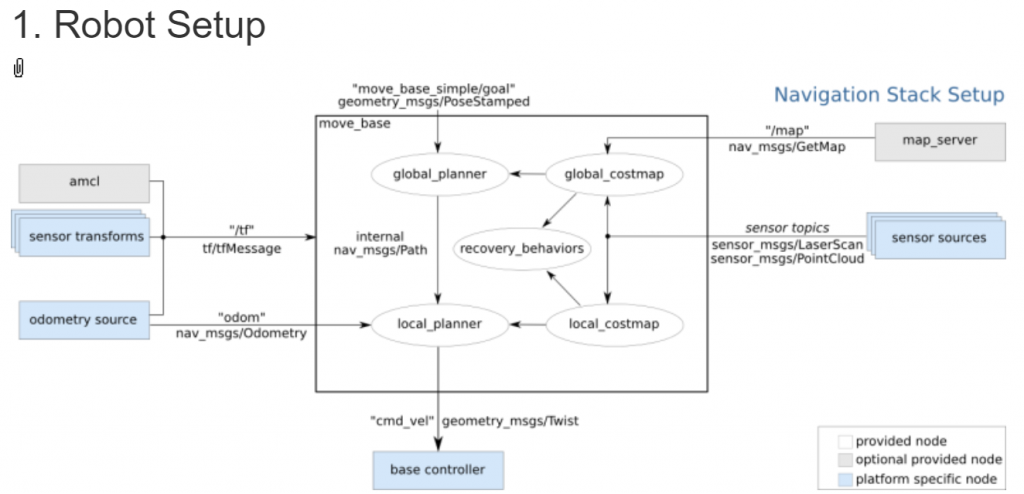 1. Robot Setup
"move_base_simple/goal"
geometry_msgs/PoseStamped
Navigation Stack Setup
move_base
"/map"
nav_msgs/GetMap
map_server
amcl
global_planner
global_costmap
sensor transforms
"/tf"
tf/tfMessage
internal
nav_msgs/Path
recovery_behaviors
sensor topics
sensor_msgs/LaserScan
sensor_msgs/PointCloud
sensor sources
odometry source
"odom"
nav_msgs/Odometry
local_planner
local_costmap
"cmd_vel" geometry_msgs/Twist
base controller
provided node
optional provided node
platform specific node